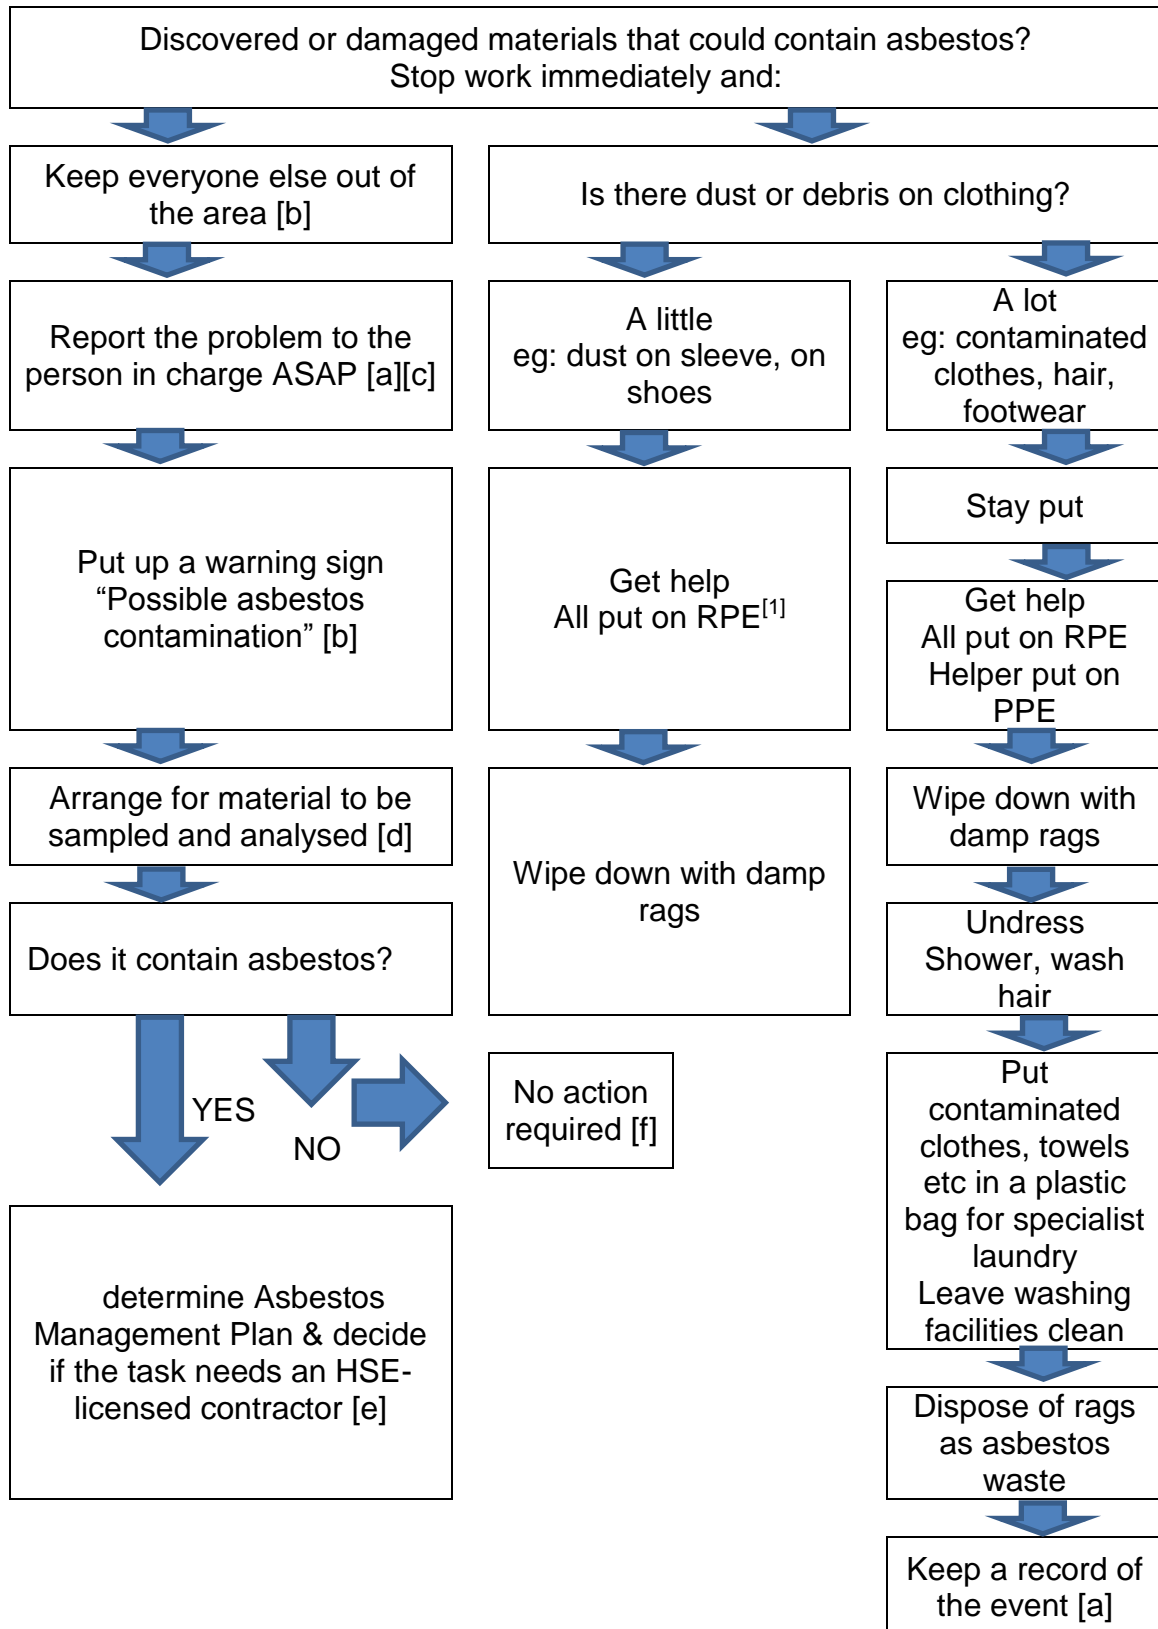 Discovered or damaged materials that could contain asbestos?
Stop work immediately and:
Keep everyone else out of
the area [b]
Is there dust or debris on clothing?
Report the problem to the
person in charge ASAP [a][c]
A little
eg: dust on sleeve, on
shoes
A lot
eg: contaminated
clothes, hair,
footwear
Stay put
Put up a warning sign
“Possible asbestos
contamination” [b]
Get help
All put on RPE[1]
Get help
All put on RPE
Helper put on
PPE
Arrange for material to be
sampled and analysed [d]
Wipe down with damp
rags
Wipe down with
damp rags
Does it contain asbestos?
Undress
Shower, wash
hair
YES
NO
No action
required [f]
Put
contaminated
clothes, towels
etc in a plastic
bag for specialist
laundry
Leave washing
facilities clean
determine Asbestos
Management Plan & decide
if the task needs an HSE-
licensed contractor [e]
Dispose of rags
as asbestos
waste
Keep a record of
the event [a]